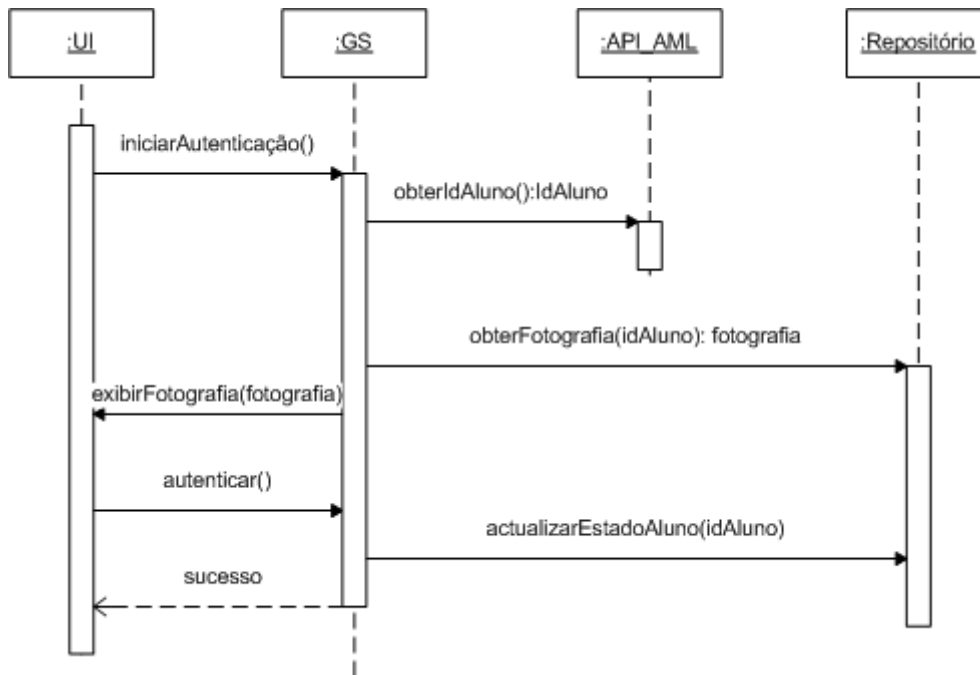 :UI
:GS
:API_AML
:Repositório
iniciarAutenticação()
obterIdAluno():IdAluno
obterFotografia(idAluno): fotografia
exibirFotografia(fotografia)
autenticar()
actualizarEstadoAluno(idAluno)
sucesso